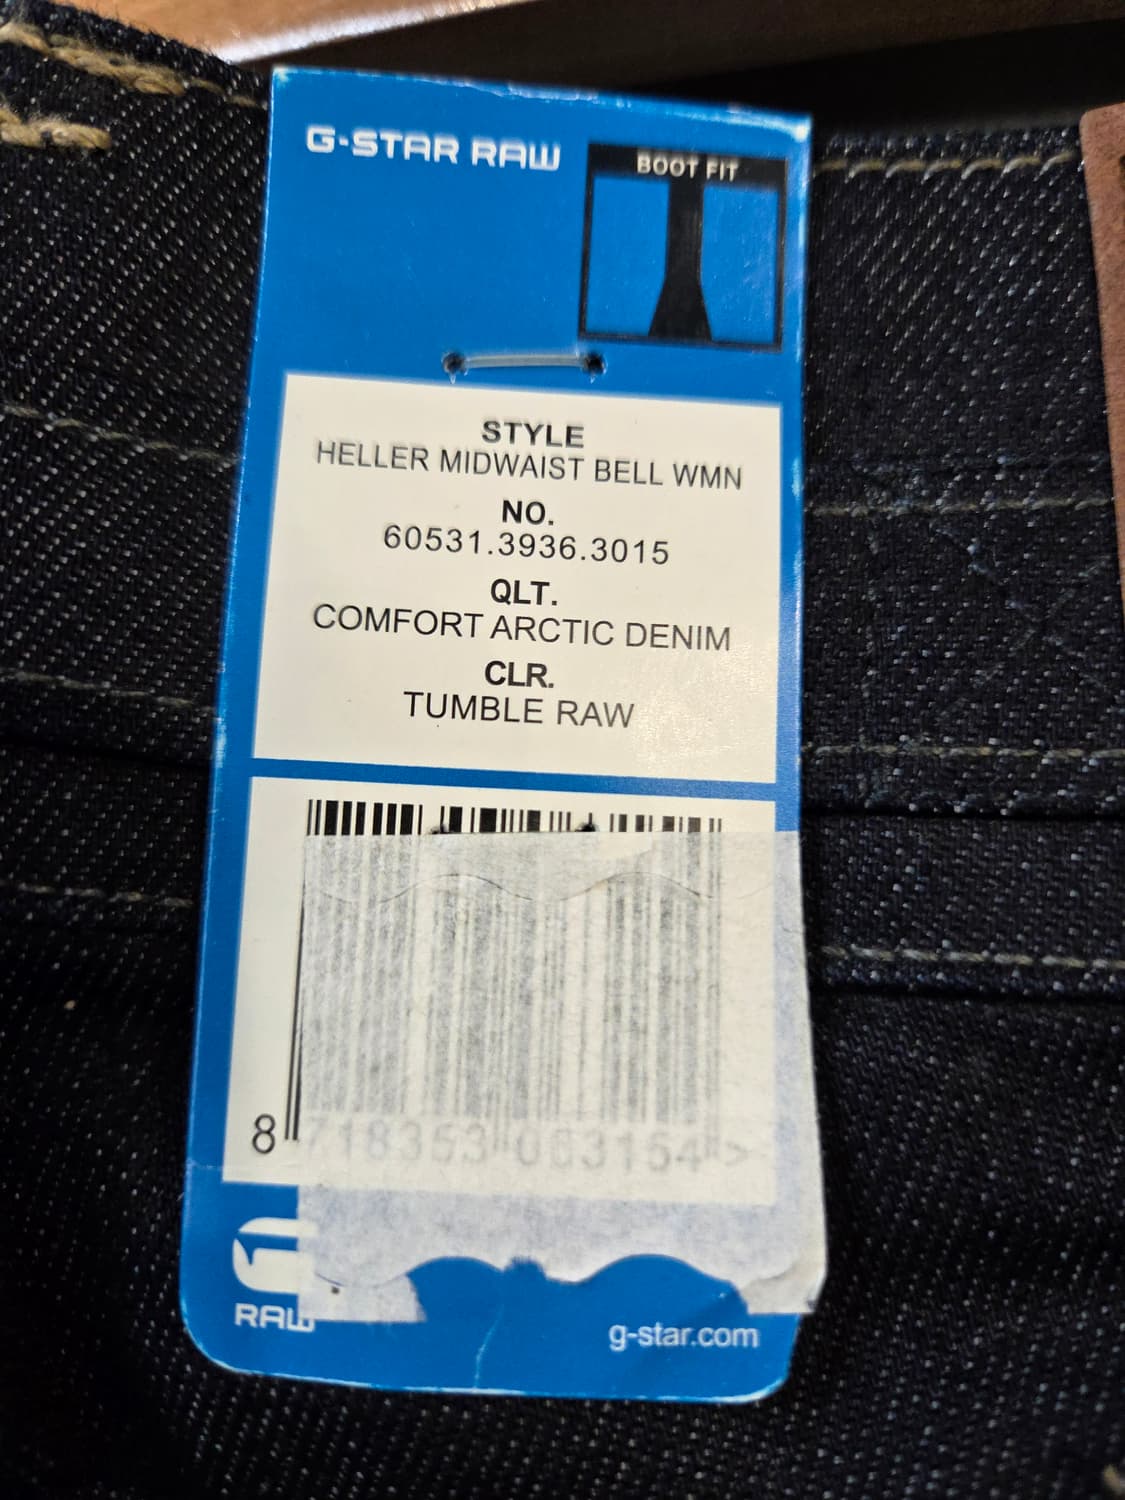 G-STAR RAW
BOOT FIT
STYLE
HELLER MIDWAIST BELL WMN
NO.
60531.3936.3015
QLT.
COMFORT ARCTIC DENIM
CLR.
TUMBLE RAW
8 718353 063154 >
RAW
g-star.com